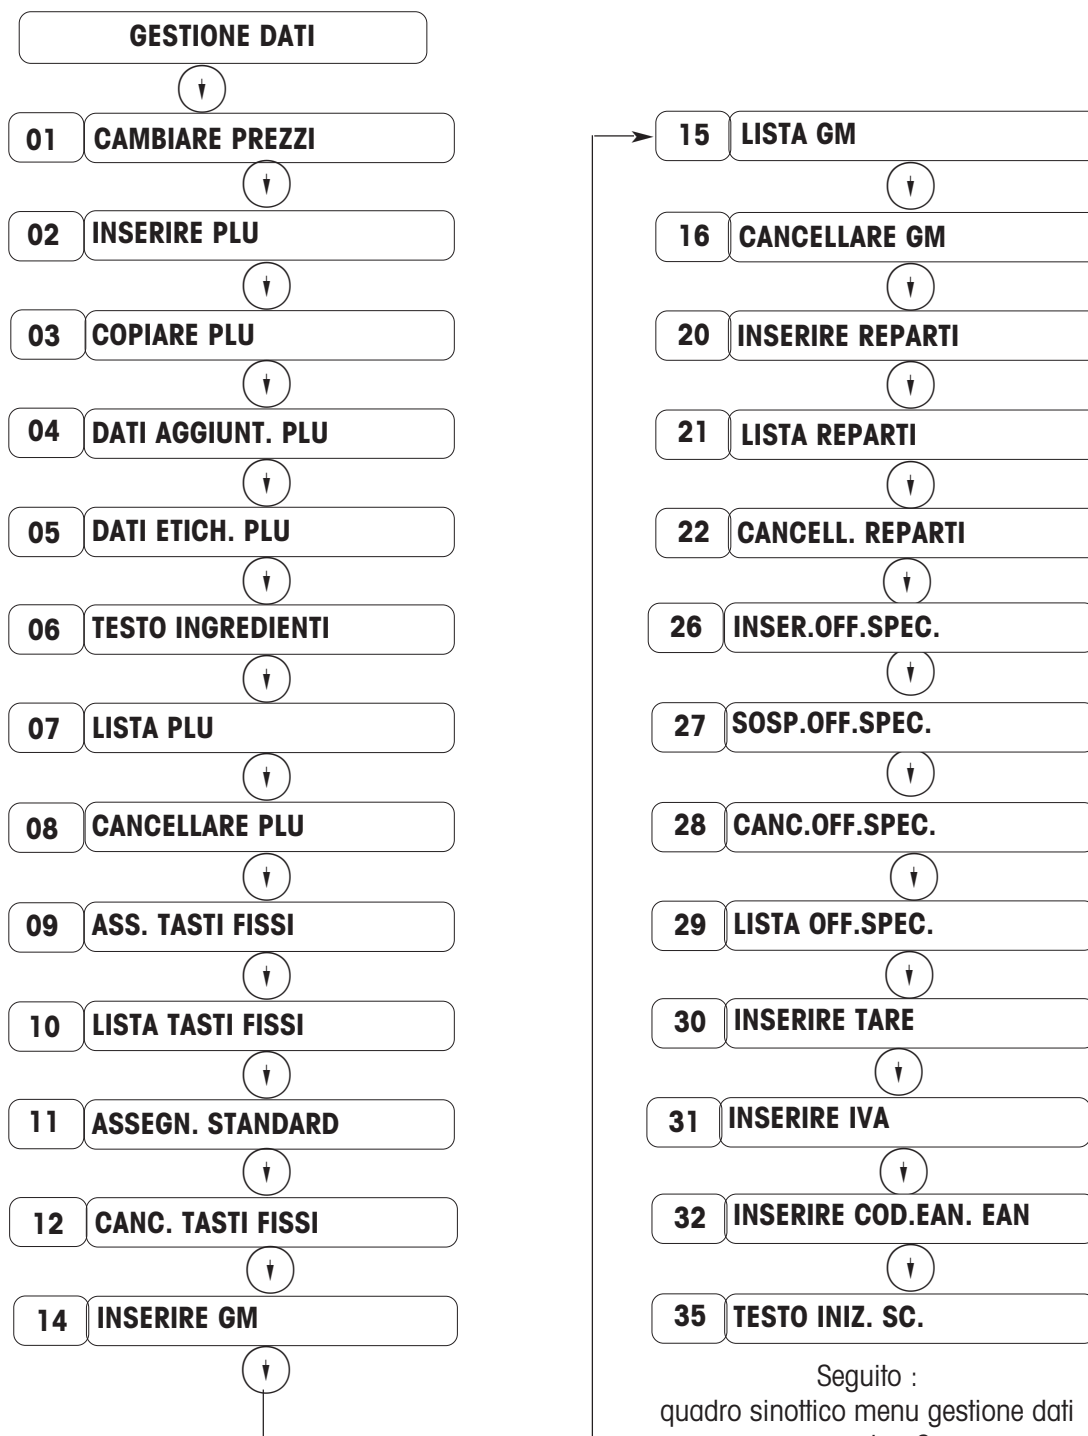 GESTIONE DATI
01 CAMBIARE PREZZI
02 INSERIRE PLU
03 COPIARE PLU
04 DATI AGGIUNT. PLU
05 DATI ETICH. PLU
06 TESTO INGREDIENTI
07 LISTA PLU
08 CANCELLARE PLU
09 ASS. TASTI FISSI
10 LISTA TASTI FISSI
11 ASSEGN. STANDARD
12 CANC. TASTI FISSI
14 INSERIRE GM
15 LISTA GM
16 CANCELLARE GM
20 INSERIRE REPARTI
21 LISTA REPARTI
22 CANCELL. REPARTI
26 INSER.OFF.SPEC.
27 SOSP.OFF.SPEC.
28 CANC.OFF.SPEC.
29 LISTA OFF.SPEC.
30 INSERIRE TARE
31 INSERIRE IVA
32 INSERIRE COD.EAN. EAN
35 TESTO INIZ. SC.
Seguito :
quadro sinottico menu gestione dati